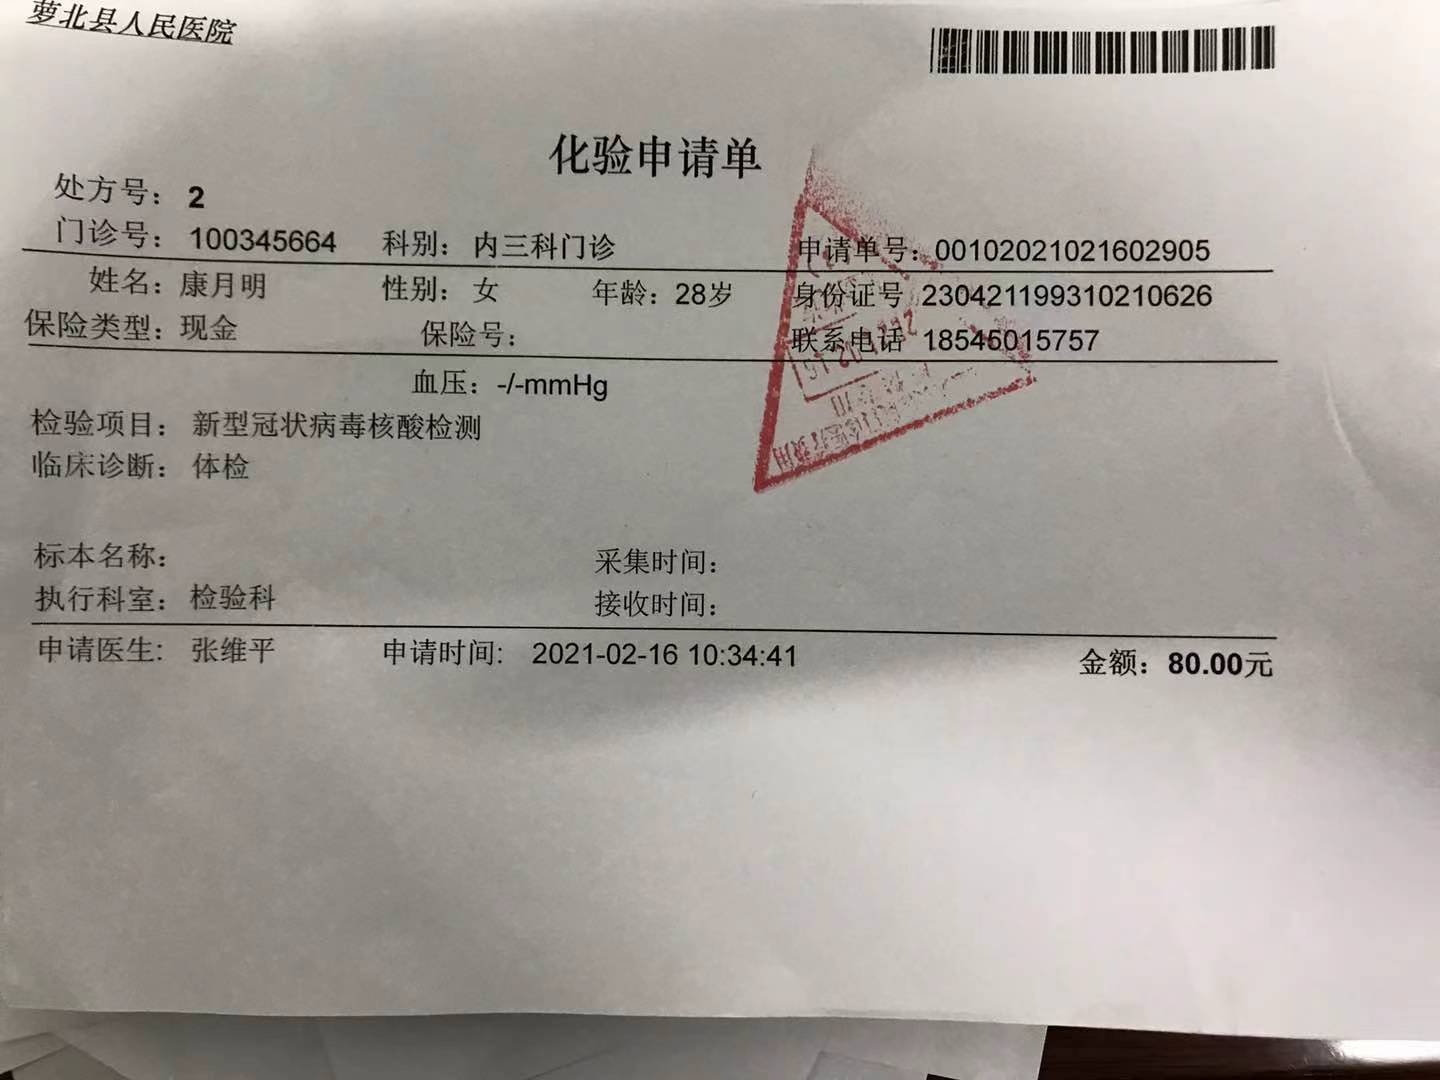 萝北县人民医院
化验申请单
处方号：2
门诊号：100345664 科别：内三科门诊 申请单号：00102021021602905
姓名：康月明 性别：女 年龄：28岁 身份证号 230421199310210626
保险类型：现金 保险号： 联系电话 18545015757
血压：-/-mmHg
检验项目：新型冠状病毒核酸检测
临床诊断：体检
标本名称： 采集时间：
执行科室：检验科 接收时间：
申请医生：张维平 申请时间：2021-02-16 10:34:41 金额：80.00元